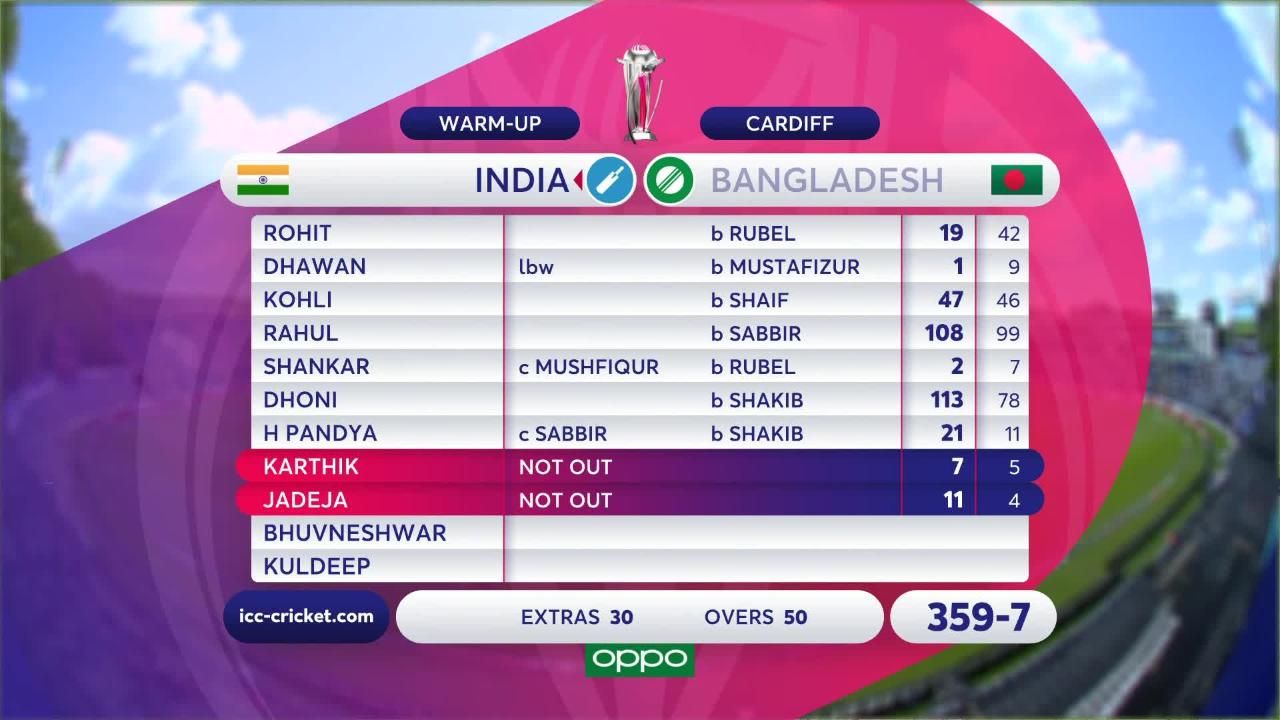 WARM-UP CARDIFF
INDIA BANGLADESH
ROHIT b RUBEL 19 42
DHAWAN lbw b MUSTAFIZUR 1 9
KOHLI b SHAIF 47 46
RAHUL b SABBIR 108 99
SHANKAR c MUSHFIQUR b RUBEL 2 7
DHONI b SHAKIB 113 78
H PANDYA c SABBIR b SHAKIB 21 11
KARTHIK NOT OUT 7 5
JADEJA NOT OUT 11 4
BHUVNESHWAR
KULDEEP
icc-cricket.com EXTRAS 30 OVERS 50 359-7
oppo